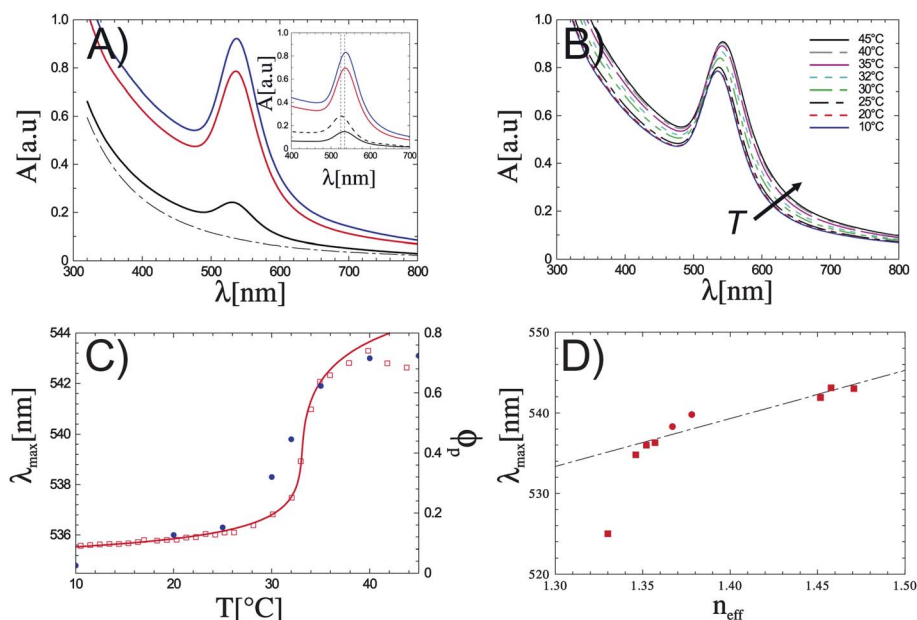 A)
A[a.u]
1.0
0.8
0.6
0.4
0.2
0
300 400 500 600 700 800
λ[nm]
A[a.u]
1.0
0.8
0.6
0.4
0.2
0
400 500 600 700
λ[nm]
B)
A[a.u]
1.0
0.8
0.6
0.4
0.2
0
300 400 500 600 700 800
λ[nm]
45°C
40°C
35°C
32°C
30°C
25°C
20°C
10°C
T
C)
λmax[nm]
544
542
540
538
536
10 20 30 40
T[°C]
0.8
0.6
0.4
0.2
0
ϕp
D)
λmax[nm]
550
540
530
520
1.30 1.35 1.40 1.45 1.50
neff